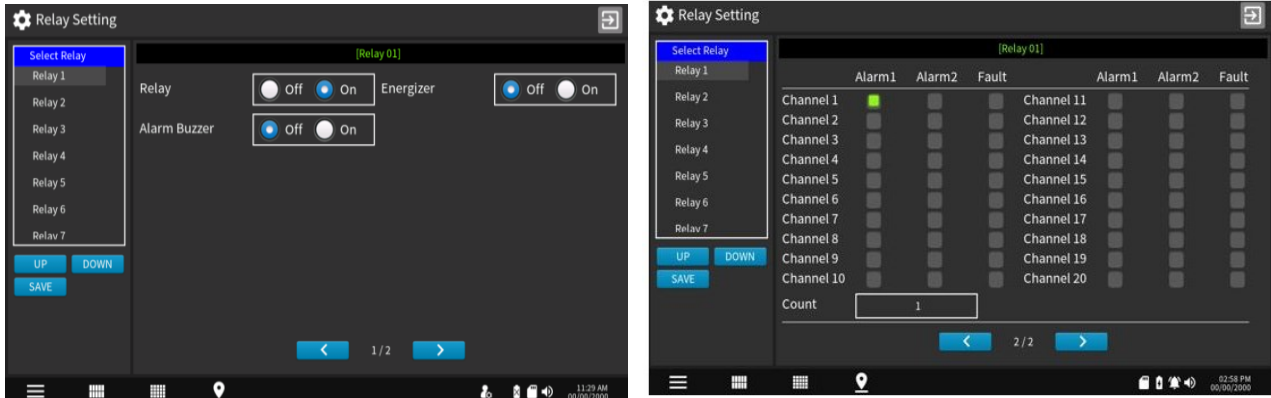 Relay Setting
Select Relay
Relay 1
Relay 2
Relay 3
Relay 4
Relay 5
Relay 6
Relay 7
UP DOWN
SAVE
[Relay 01]
Relay Off On Energizer Off On
Alarm Buzzer Off On
1 / 2
11:29 AM
00/00/2000
Relay Setting
Select Relay
Relay 1
Relay 2
Relay 3
Relay 4
Relay 5
Relay 6
Relay 7
UP DOWN
SAVE
[Relay 01]
Alarm1 Alarm2 Fault Alarm1 Alarm2 Fault
Channel 1 Channel 11
Channel 2 Channel 12
Channel 3 Channel 13
Channel 4 Channel 14
Channel 5 Channel 15
Channel 6 Channel 16
Channel 7 Channel 17
Channel 8 Channel 18
Channel 9 Channel 19
Channel 10 Channel 20
Count 1
2 / 2
02:58 PM
00/00/2000